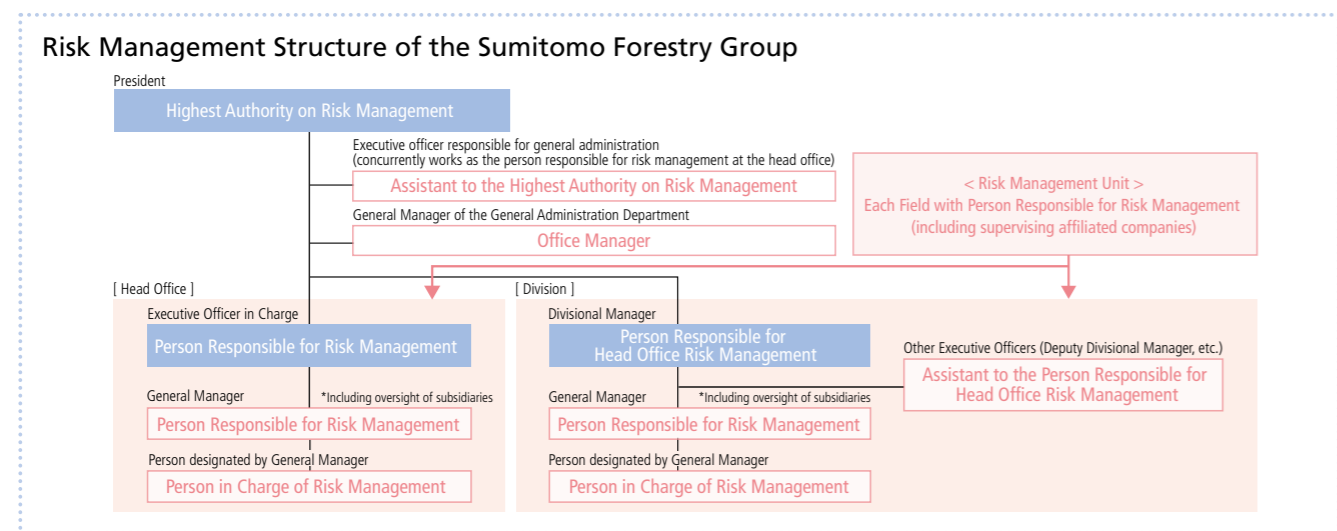 Risk Management Structure of the Sumitomo Forestry Group
President
Highest Authority on Risk Management
Executive officer responsible for general administration
(concurrently works as the person responsible for risk management at the head office)
Assistant to the Highest Authority on Risk Management
General Manager of the General Administration Department
Office Manager
< Risk Management Unit >
Each Field with Person Responsible for Risk Management
(including supervising affiliated companies)
[ Head Office ]
Executive Officer in Charge
Person Responsible for Risk Management
General Manager
*Including oversight of subsidiaries
Person Responsible for Risk Management
Person designated by General Manager
Person in Charge of Risk Management
[ Division ]
Divisional Manager
Person Responsible for
Head Office Risk Management
Other Executive Officers (Deputy Divisional Manager, etc.)
Assistant to the Person Responsible for
Head Office Risk Management
General Manager
*Including oversight of subsidiaries
Person Responsible for Risk Management
Person designated by General Manager
Person in Charge of Risk Management